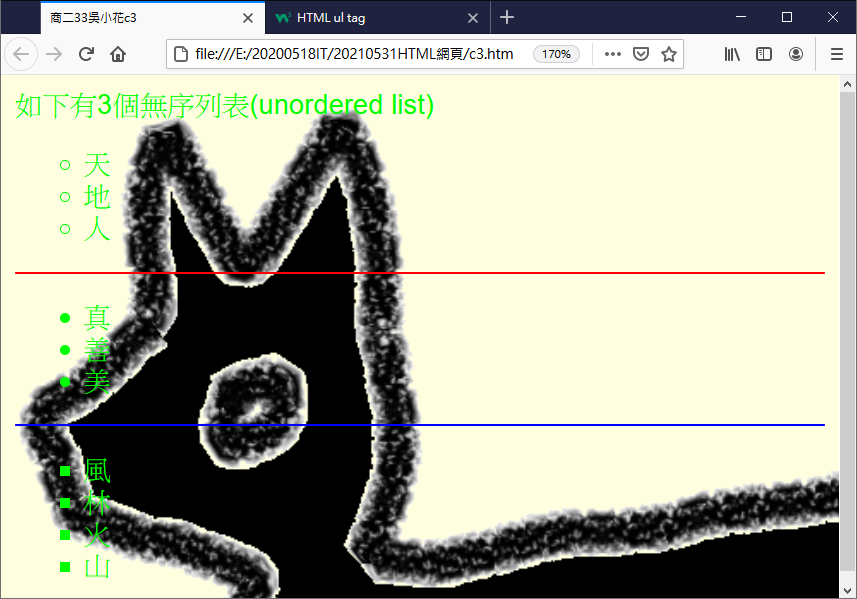 商二33吳小花c3
HTML ul tag
file:///E:/20200518IT/20210531HTML網頁/c3.htm
170%
如下有3個無序列表(unordered list)
天
地
人
真
善
美
風
林
火
山